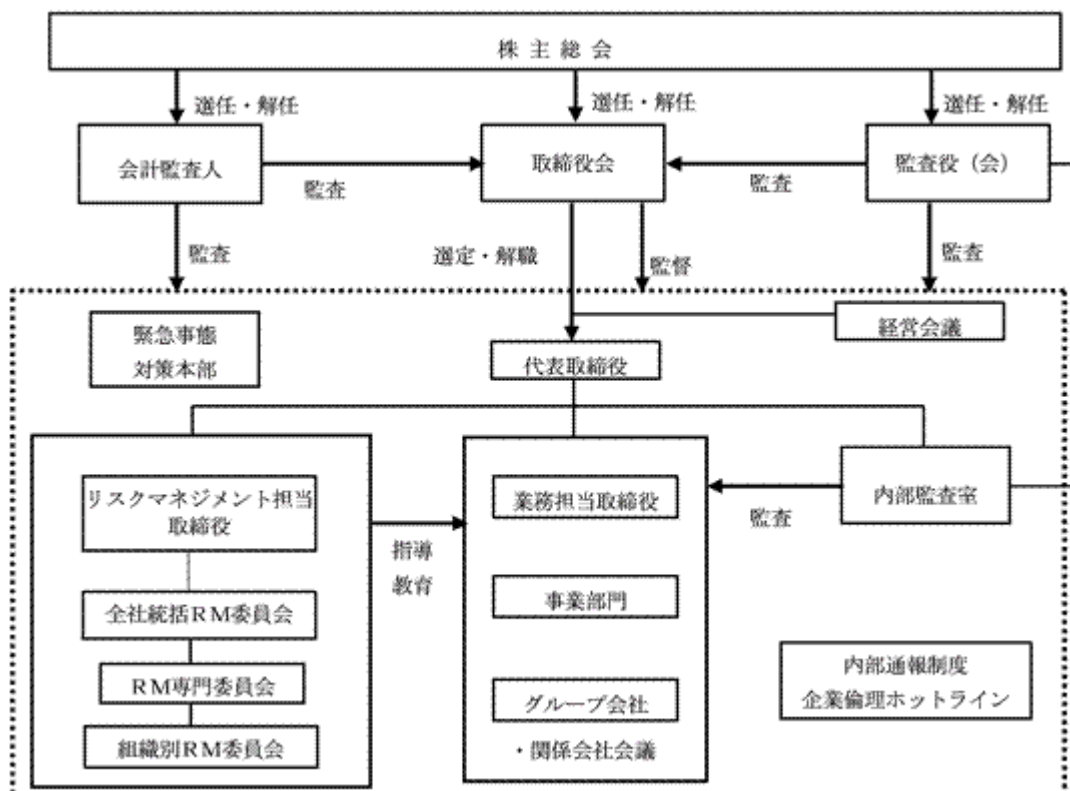 株 主 総 会
選任・解任
選任・解任
選任・解任
会計監査人
取締役会
監査役（会）
監査
監査
監査
選定・解職
監督
監査
緊急事態
対策本部
経営会議
代表取締役
リスクマネジメント担当
取締役
業務担当取締役
内部監査室
監査
指導
教育
全社統括ＲＭ委員会
事業部門
ＲＭ専門委員会
内部通報制度
企業倫理ホットライン
グループ会社
組織別ＲＭ委員会
・関係会社会議